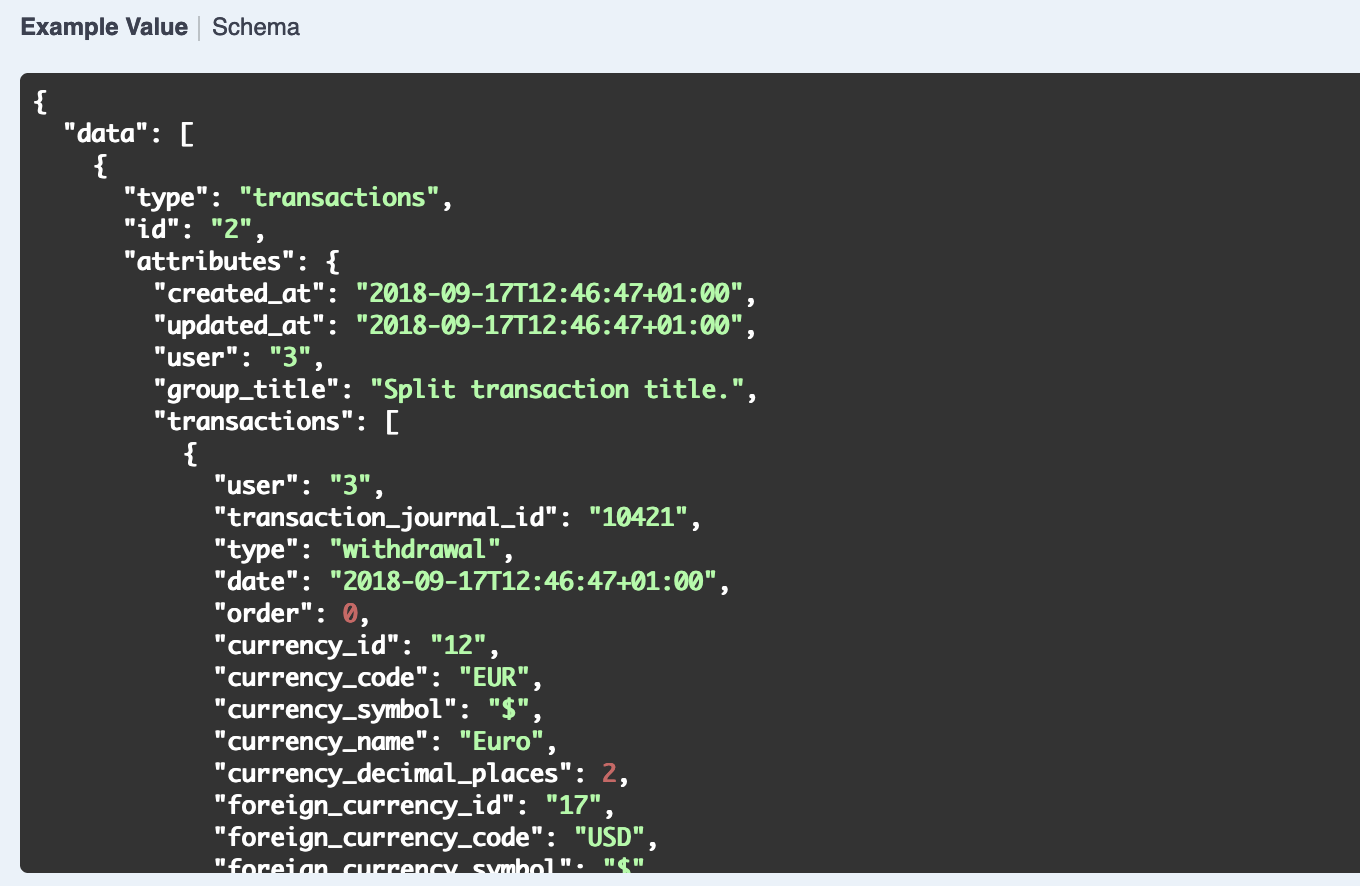 Example Value | Schema
{
  "data": [
    {
      "type": "transactions",
      "id": "2",
      "attributes": {
        "created_at": "2018-09-17T12:46:47+01:00",
        "updated_at": "2018-09-17T12:46:47+01:00",
        "user": "3",
        "group_title": "Split transaction title.",
        "transactions": [
          {
            "user": "3",
            "transaction_journal_id": "10421",
            "type": "withdrawal",
            "date": "2018-09-17T12:46:47+01:00",
            "order": 0,
            "currency_id": "12",
            "currency_code": "EUR",
            "currency_symbol": "$",
            "currency_name": "Euro",
            "currency_decimal_places": 2,
            "foreign_currency_id": "17",
            "foreign_currency_code": "USD",
            "foreign_currency_symbol": "$"